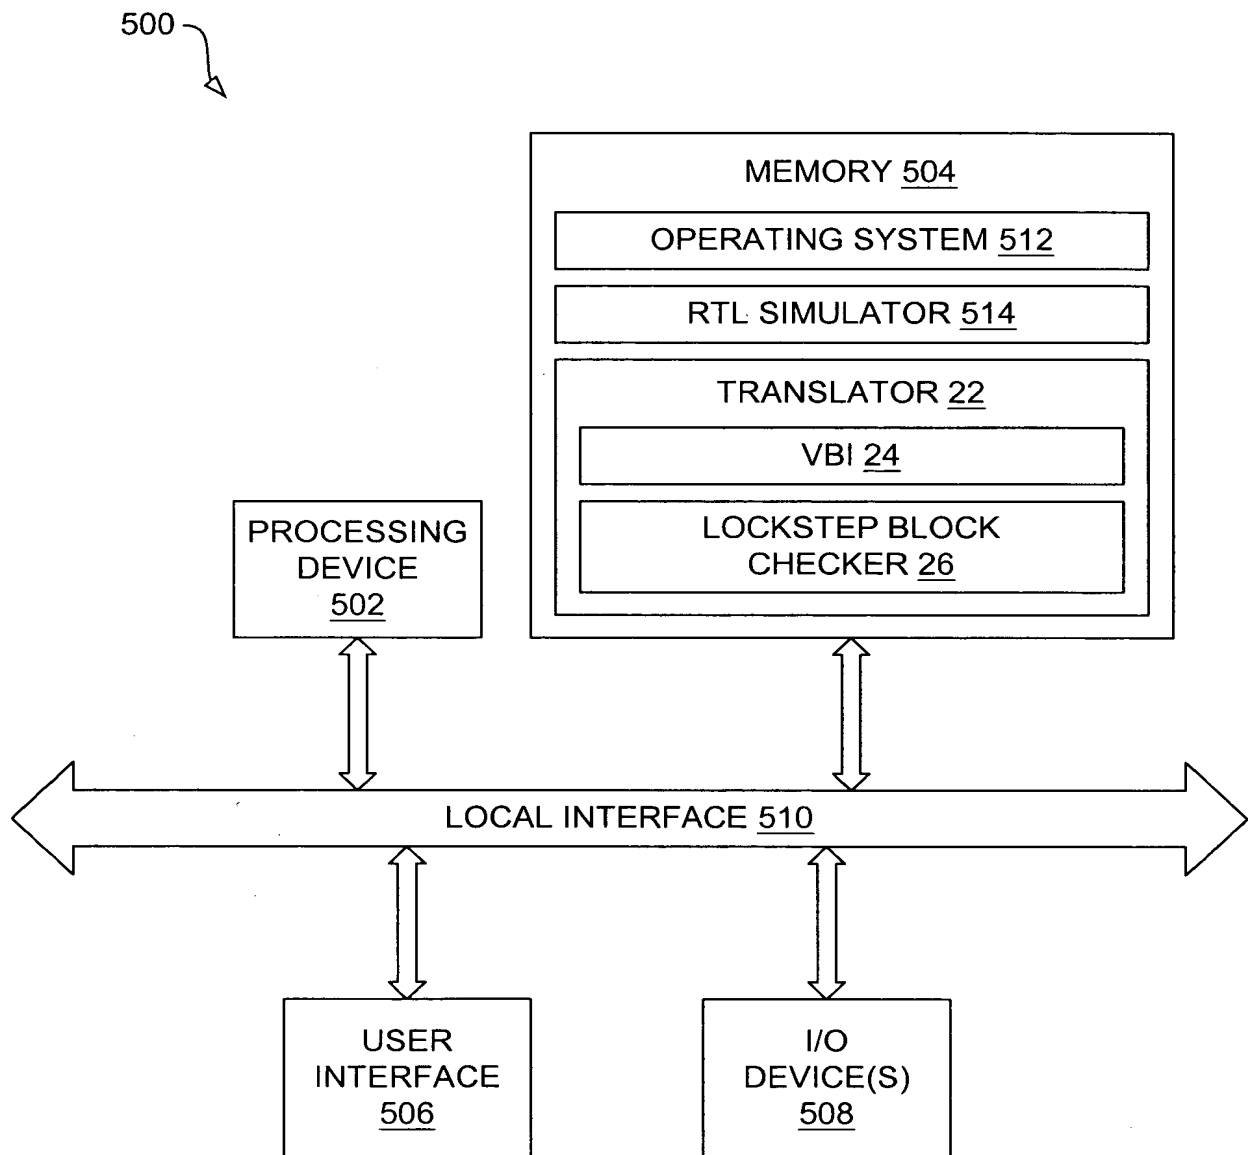 500
MEMORY 504
OPERATING SYSTEM 512
RTL SIMULATOR 514
TRANSLATOR 22
VBI 24
LOCKSTEP BLOCK
CHECKER 26
PROCESSING
DEVICE
502
LOCAL INTERFACE 510
USER
INTERFACE
506
I/O
DEVICE(S)
508